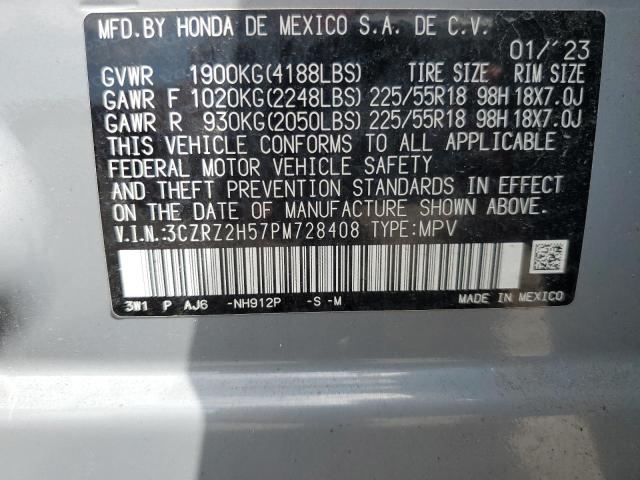 MFD.BY HONDA DE MEXICO S.A. DE C.V.
01/'23
GVWR 1900KG(4188LBS) TIRE SIZE RIM SIZE
GAWR F 1020KG(2248LBS) 225/55R18 98H 18X7.0J
GAWR R 930KG(2050LBS) 225/55R18 98H 18X7.0J
THIS VEHICLE CONFORMS TO ALL APPLICABLE
FEDERAL MOTOR VEHICLE SAFETY
AND THEFT PREVENTION STANDARDS IN EFFECT
ON THE DATE OF MANUFACTURE SHOWN ABOVE.
V.I.N.:3CZRZ2H57PM728408 TYPE:MPV
3W1 P AJ6 -NH912P -S -M
MADE IN MEXICO